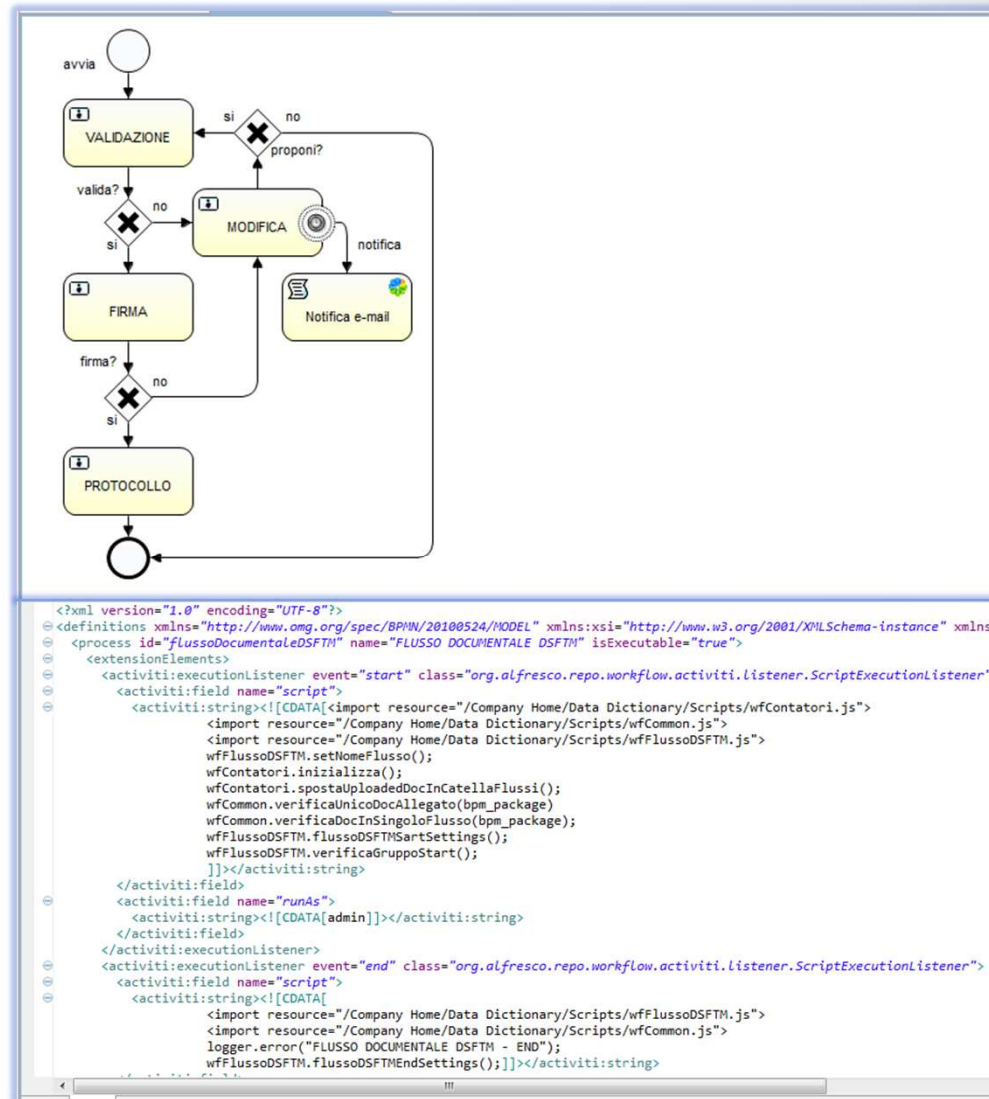 avvia
VALIDAZIONE
si
no
proponi?
valida?
no
si
MODIFICA
notifica
FIRMA
Notifica e-mail
firma?
no
si
PROTOCOLLO
<?xml version="1.0" encoding="UTF-8"?>
<definitions xmlns="http://www.omg.org/spec/BPMN/20100524/MODEL" xmlns:xsi="http://www.w3.org/2001/XMLSchema-instance" xmlns
<process id="flussoDocumentaleDSFTM" name="FLUSSO DOCUMENTALE DSFTM" isExecutable="true">
<extensionElements>
<activiti:executionListener event="start" class="org.alfresco.repo.workflow.activiti.listener.ScriptExecutionListener"
<activiti:field name="script">
<activiti:string><![CDATA[<import resource="/Company Home/Data Dictionary/Scripts/wfContatori.js">
<import resource="/Company Home/Data Dictionary/Scripts/wfCommon.js">
<import resource="/Company Home/Data Dictionary/Scripts/wfFlussoDSFTM.js">
wfFlussoDSFTM.setNomeFlusso();
wfContatori.inizializza();
wfContatori.spostaUploadedDocInCatellaFlussi();
wfCommon.verificaUnicoDocAllegato(bpm_package)
wfCommon.verificaDocInSingoloFlusso(bpm_package);
wfFlussoDSFTM.flussoDSFTMSartSettings();
wfFlussoDSFTM.verificaGruppoStart();
]]></activiti:string>
</activiti:field>
<activiti:field name="runAs">
<activiti:string><![CDATA[admin]]></activiti:string>
</activiti:field>
</activiti:executionListener>
<activiti:executionListener event="end" class="org.alfresco.repo.workflow.activiti.listener.ScriptExecutionListener">
<activiti:field name="script">
<activiti:string><![CDATA[
<import resource="/Company Home/Data Dictionary/Scripts/wfFlussoDSFTM.js">
<import resource="/Company Home/Data Dictionary/Scripts/wfCommon.js">
logger.error("FLUSSO DOCUMENTALE DSFTM - END");
wfFlussoDSFTM.flussoDSFTMEndSettings();]]></activiti:string>